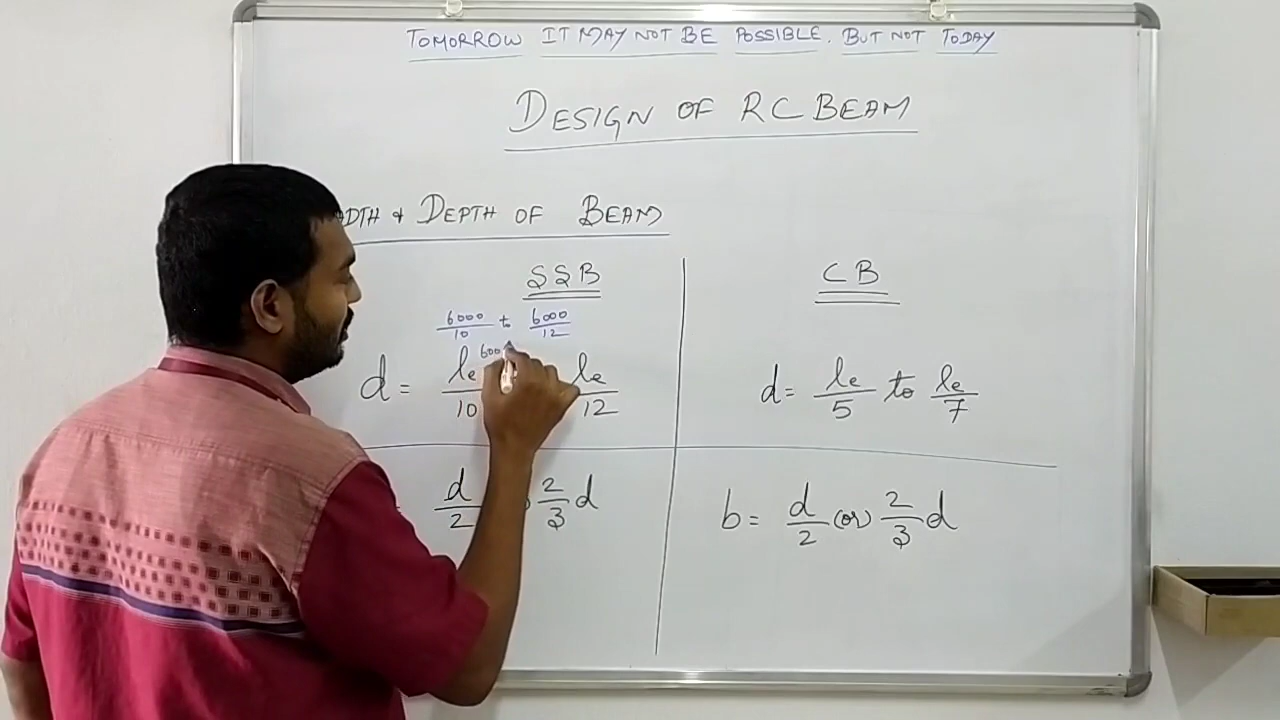 TOMORROW IT MAY NOT BE POSSIBLE. BUT NOT TODAY
DESIGN OF RC BEAM
ADTH & DEPTH OF BEAM
SSB
6000/10 to 6000/12
600
d = le/10 le/12
d/2 2/3 d
CB
d = le/5 to le/7
b = d/2 (or) 2/3 d